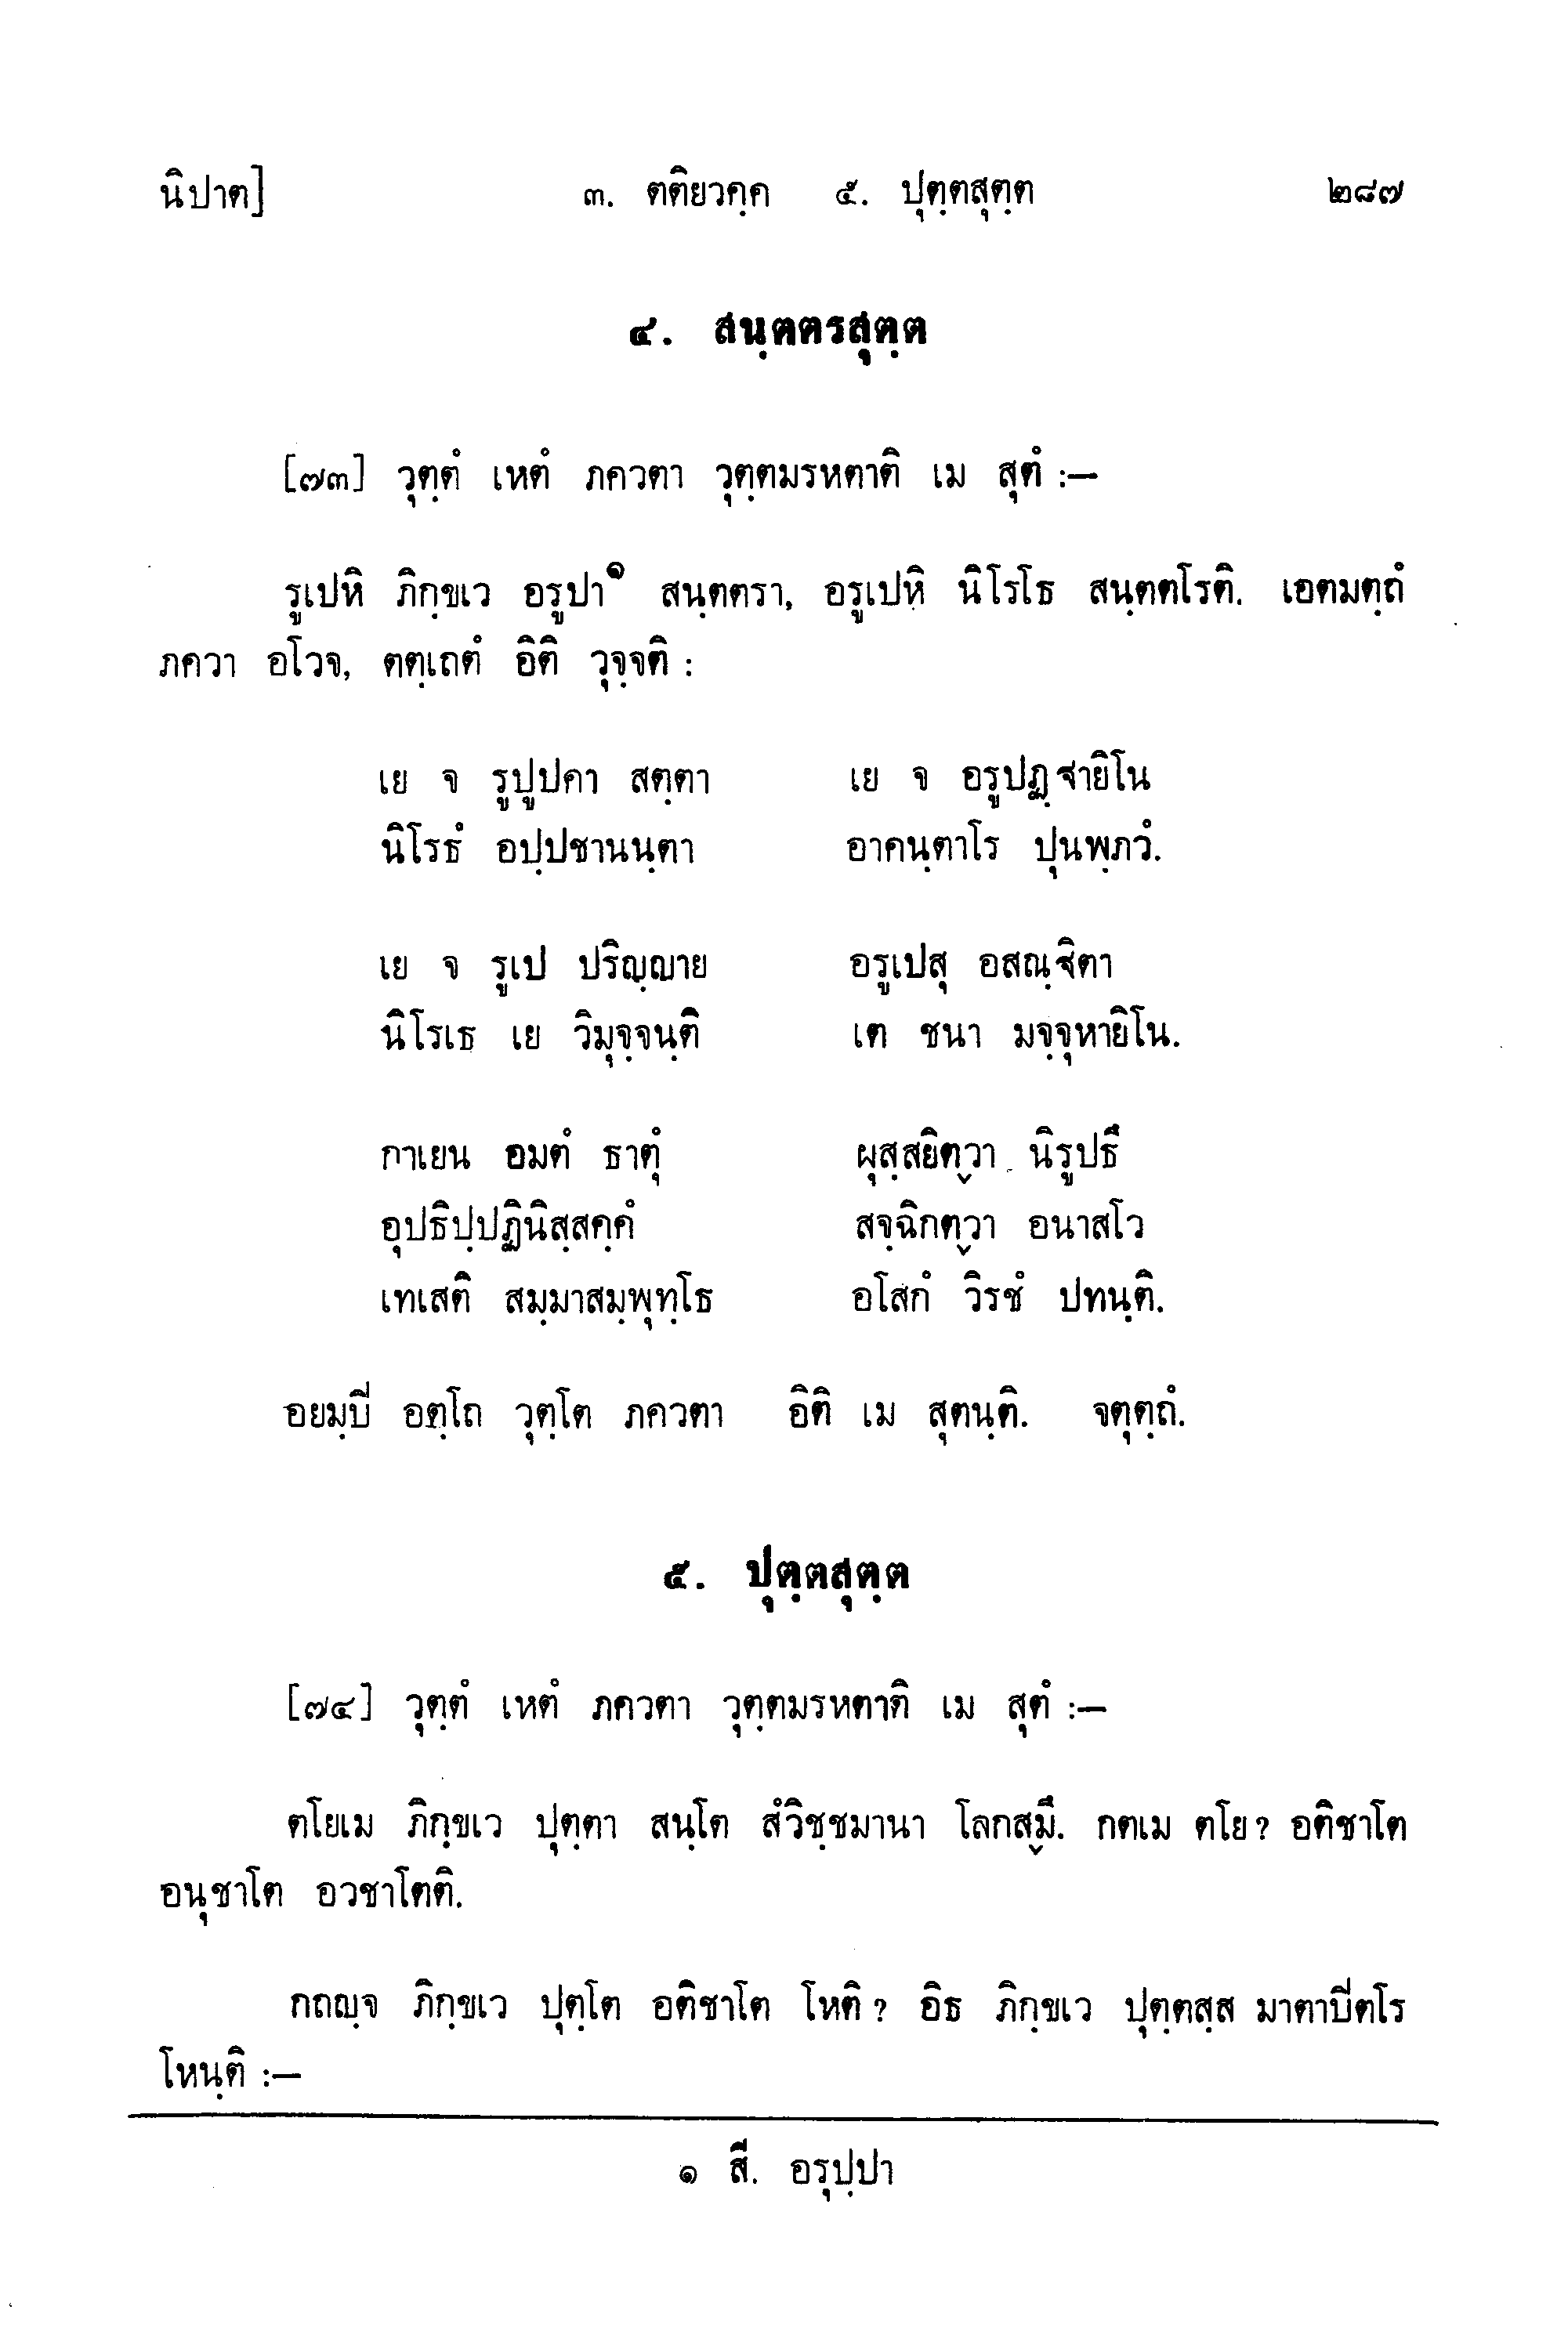 นิปาต] ๓. ตติยวคฺค ๕. ปุตฺตสุตฺต ๒๘๗
๔. สนฺตตรสุตฺต
[๗๓] วุตฺตํ เหตํ ภควตา วุตฺตมรหตาติ เม สุตํ :—
รูเปหิ ภิกฺขเว อรูปา๑ สนฺตตรา, อรูเปหิ นิโรโธ สนฺตตโรติ. เอตมตฺถํ
ภควา อโวจ, ตตฺเถตํ อิติ วุจฺจติ :
เย จ รูปูปคา สตฺตา เย จ อรูปฏฺฐายิโน
นิโรธํ อปฺปชานนฺตา อาคนฺตาโร ปุนพฺภวํ.
เย จ รูเป ปริญฺญาย อรูเปสุ อสณฺฐิตา
นิโรเธ เย วิมุจฺจนฺติ เต ชนา มจฺจุหายิโน.
กาเยน อมตํ ธาตุํ ผุสฺสยิตฺวา นิรูปธึ
อุปธิปฺปฏินิสฺสคฺคํ สจฺฉิกตฺวา อนาสโว
เทเสติ สมฺมาสมฺพุทฺโธ อโสกํ วิรชํ ปทนฺติ.
อยมฺปิ อตฺโถ วุตฺโต ภควตา อิติ เม สุตนฺติ. จตุตฺถํ.
๕. ปุตฺตสุตฺต
[๗๔] วุตฺตํ เหตํ ภควตา วุตฺตมรหตาติ เม สุตํ :—
ตโยเม ภิกฺขเว ปุตฺตา สนฺโต สํวิชฺชมานา โลกสฺมึ. กตเม ตโย? อติชาโต
อนุชาโต อวชาโตติ.
กถญฺจ ภิกฺขเว ปุตฺโต อติชาโต โหติ? อิธ ภิกฺขเว ปุตฺตสฺส มาตาปิตโร
โหนฺติ :—
๑ สี. อรุปฺปา